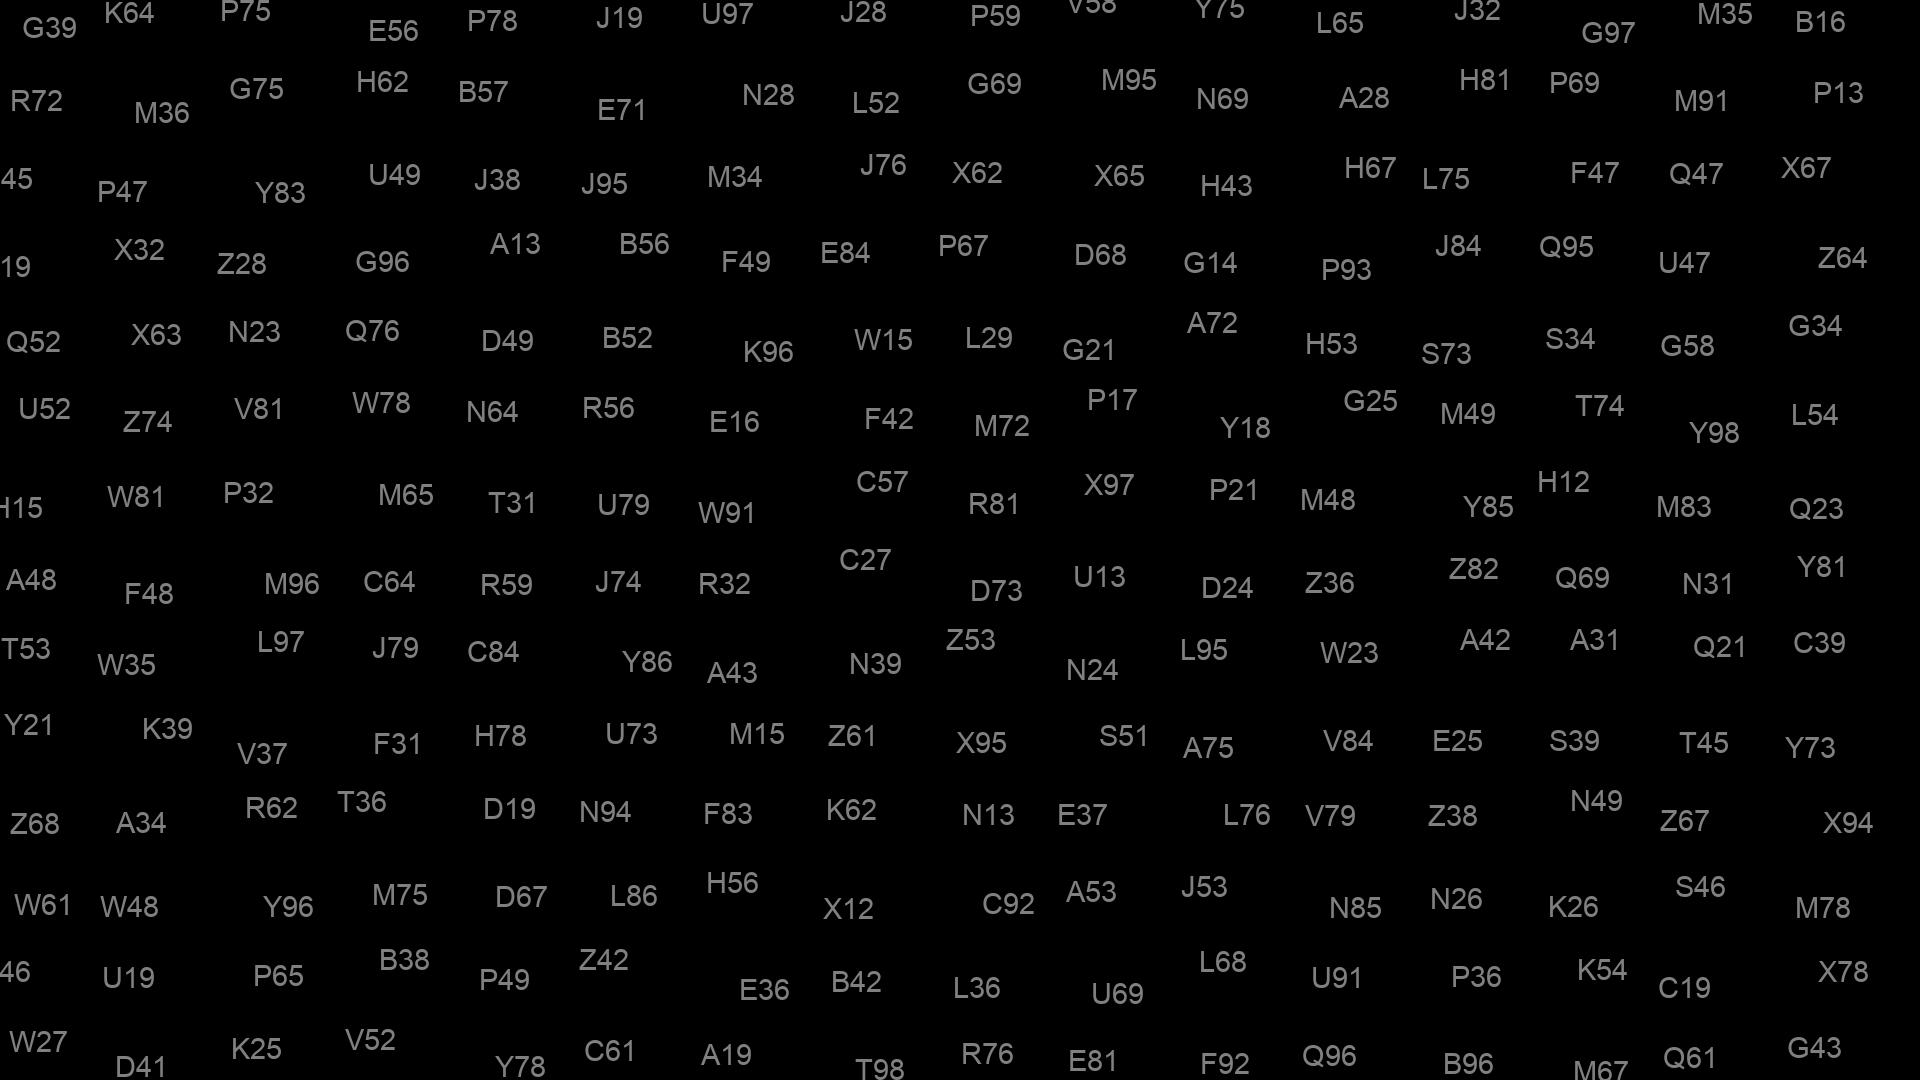 G39 K64 P75 E56 P78 J19 U97 J28 P59 V58 Y75 L65 J32 G97 M35 B16
R72 M36 G75 H62 B57 E71 N28 L52 G69 M95 N69 A28 H81 P69 M91 P13
45 P47 Y83 U49 J38 J95 M34 J76 X62 X65 H43 H67 L75 F47 Q47 X67
19 X32 Z28 G96 A13 B56 F49 E84 P67 D68 G14 P93 J84 Q95 U47 Z64
Q52 X63 N23 Q76 D49 B52 K96 W15 L29 G21 A72 H53 S73 S34 G58 G34
U52 Z74 V81 W78 N64 R56 E16 F42 M72 P17 Y18 G25 M49 T74 Y98 L54
H15 W81 P32 M65 T31 U79 W91 C57 R81 X97 P21 M48 Y85 H12 M83 Q23
A48 F48 M96 C64 R59 J74 R32 C27 D73 U13 D24 Z36 Z82 Q69 N31 Y81
T53 W35 L97 J79 C84 Y86 A43 N39 Z53 N24 L95 W23 A42 A31 Q21 C39
Y21 K39 V37 F31 H78 U73 M15 Z61 X95 S51 A75 V84 E25 S39 T45 Y73
Z68 A34 R62 T36 D19 N94 F83 K62 N13 E37 L76 V79 Z38 N49 Z67 X94
W61 W48 Y96 M75 D67 L86 H56 X12 C92 A53 J53 N85 N26 K26 S46 M78
46 U19 P65 B38 P49 Z42 E36 B42 L36 U69 L68 U91 P36 K54 C19 X78
W27 D41 K25 V52 Y78 C61 A19 T98 R76 E81 F92 Q96 B96 M67 Q61 G43